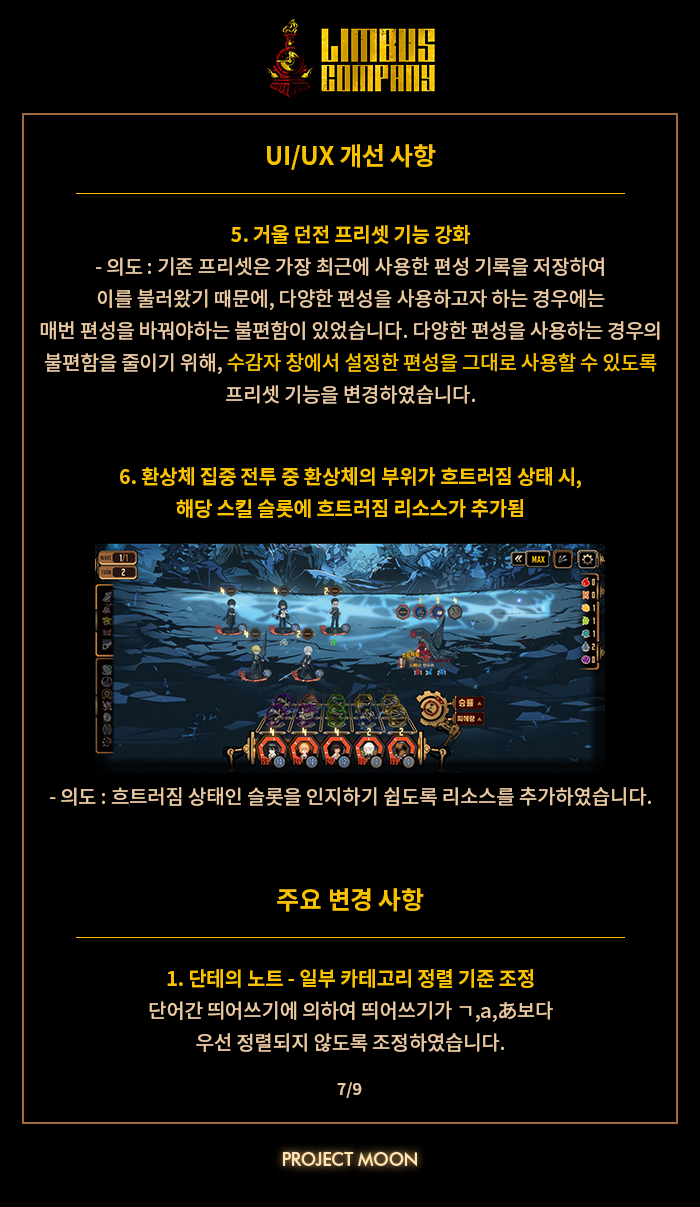 LIMBUS
COMPANY
UI/UX 개선 사항
5. 거울 던전 프리셋 기능 강화
- 의도 : 기존 프리셋은 가장 최근에 사용한 편성 기록을 저장하여
이를 불러왔기 때문에, 다양한 편성을 사용하고자 하는 경우에는
매번 편성을 바꿔야하는 불편함이 있었습니다. 다양한 편성을 사용하는 경우의
불편함을 줄이기 위해, 수감자 창에서 설정한 편성을 그대로 사용할 수 있도록
프리셋 기능을 변경하였습니다.
6. 환상체 집중 전투 중 환상체의 부위가 흐트러짐 상태 시,
해당 스킬 슬롯에 흐트러짐 리소스가 추가됨
WAVE 1/1
TURN 2
MAX
승률
피해량
- 의도 : 흐트러짐 상태인 슬롯을 인지하기 쉽도록 리소스를 추가하였습니다.
주요 변경 사항
1. 단테의 노트 - 일부 카테고리 정렬 기준 조정
단어간 띄어쓰기에 의하여 띄어쓰기가 ㄱ,a,あ보다
우선 정렬되지 않도록 조정하였습니다.
7/9
PROJECT MOON